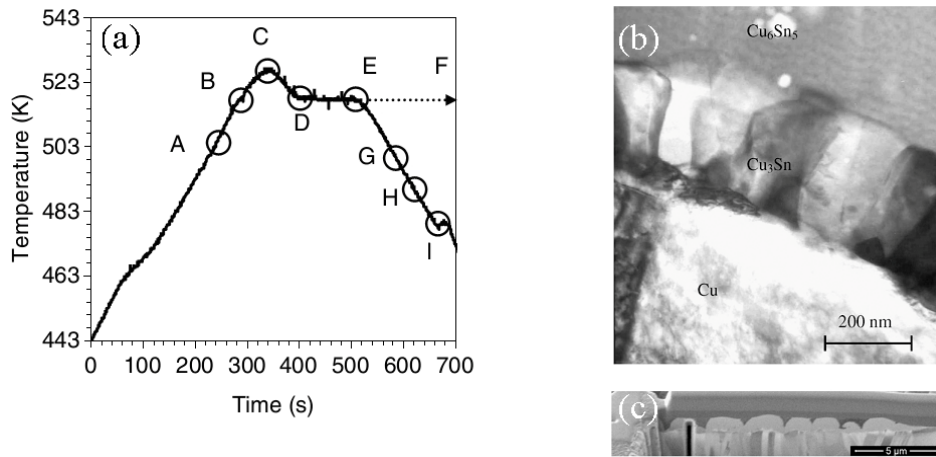 (a)
543
523
503
483
463
443
Temperature (K)
0 100 200 300 400 500 600 700
Time (s)
A
B
C
D
E
F
G
H
I
(b)
Cu₆Sn₅
Cu₃Sn
Cu
200 nm
(c)
5 µm